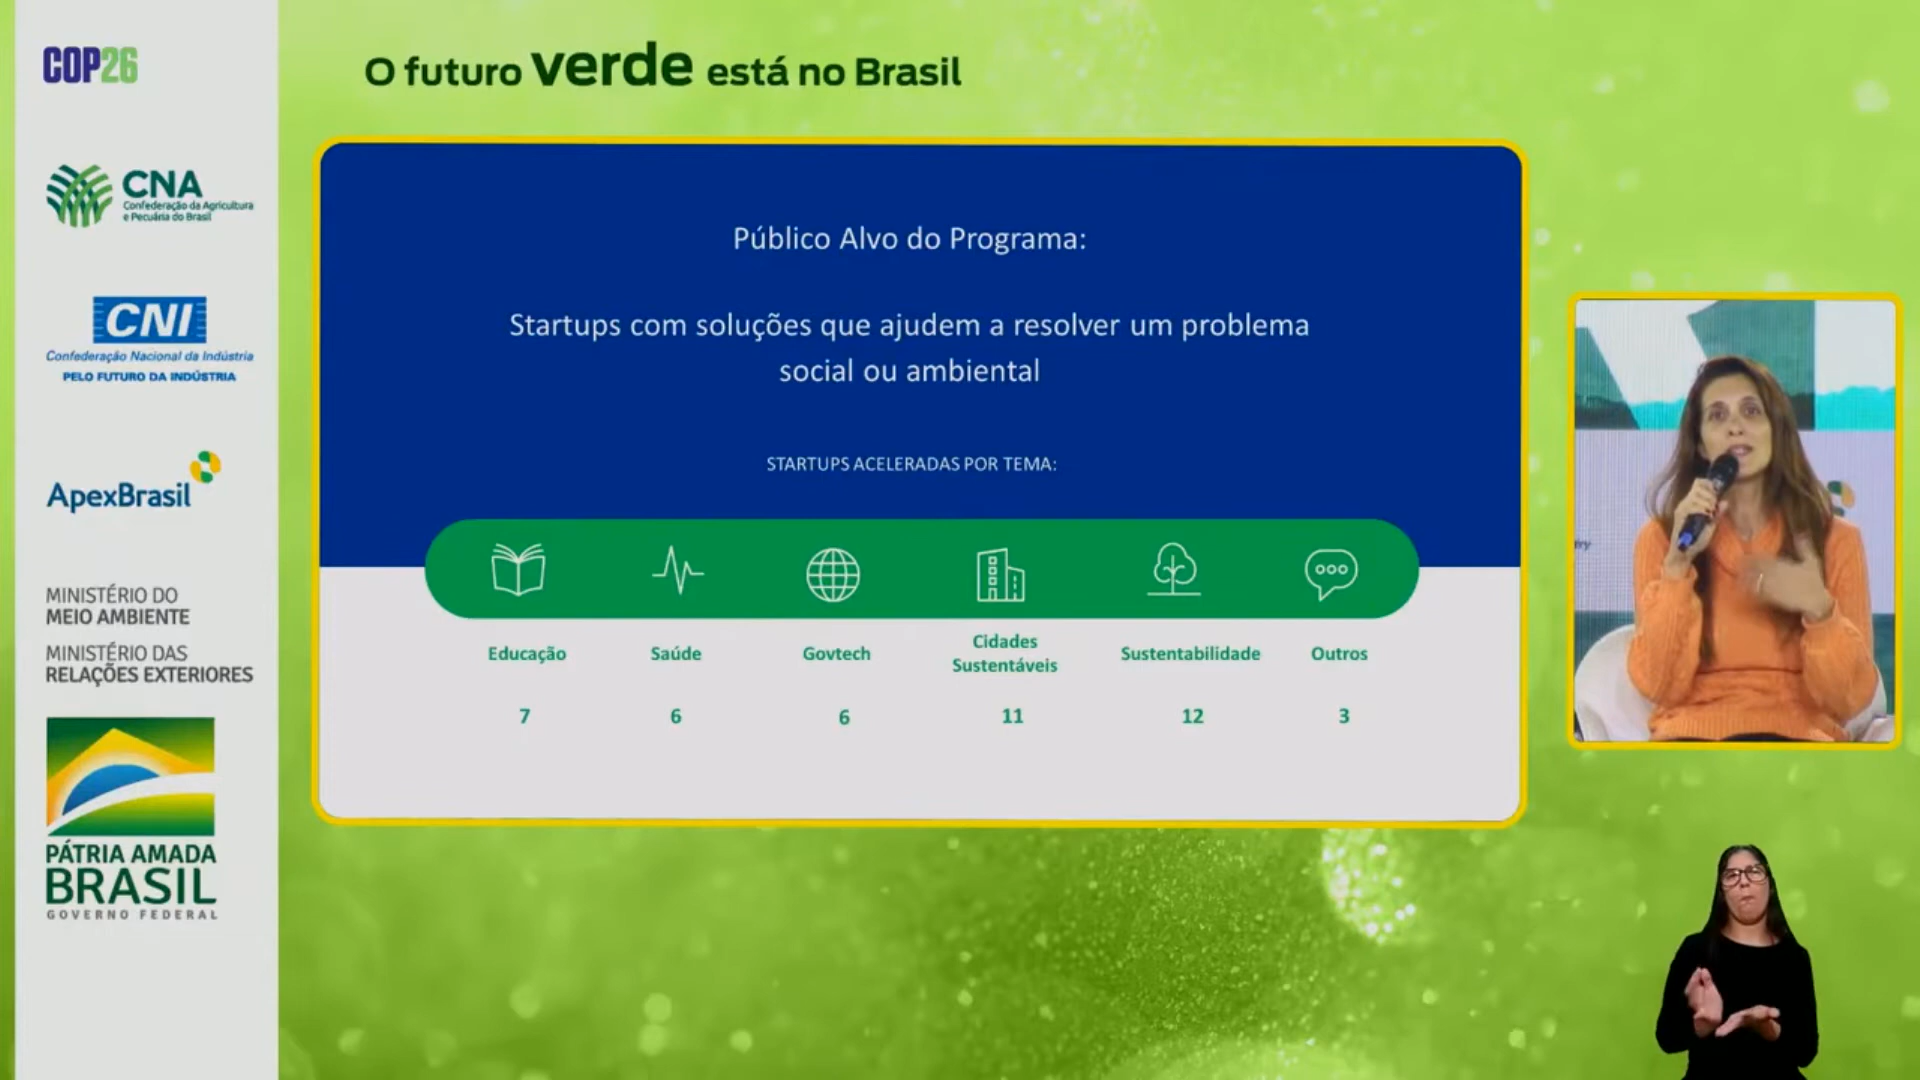 COP26
CNA
Confederação da Agricultura
e Pecuária do Brasil
CNI
Confederação Nacional da Indústria
PELO FUTURO DA INDÚSTRIA
ApexBrasil
MINISTÉRIO DO
MEIO AMBIENTE
MINISTÉRIO DAS
RELAÇÕES EXTERIORES
PÁTRIA AMADA
BRASIL
GOVERNO FEDERAL
O futuro verde está no Brasil
Público Alvo do Programa:
Startups com soluções que ajudem a resolver um problema
social ou ambiental
STARTUPS ACELERADAS POR TEMA:
Educação
7
Saúde
6
Govtech
6
Cidades
Sustentáveis
11
Sustentabilidade
12
Outros
3